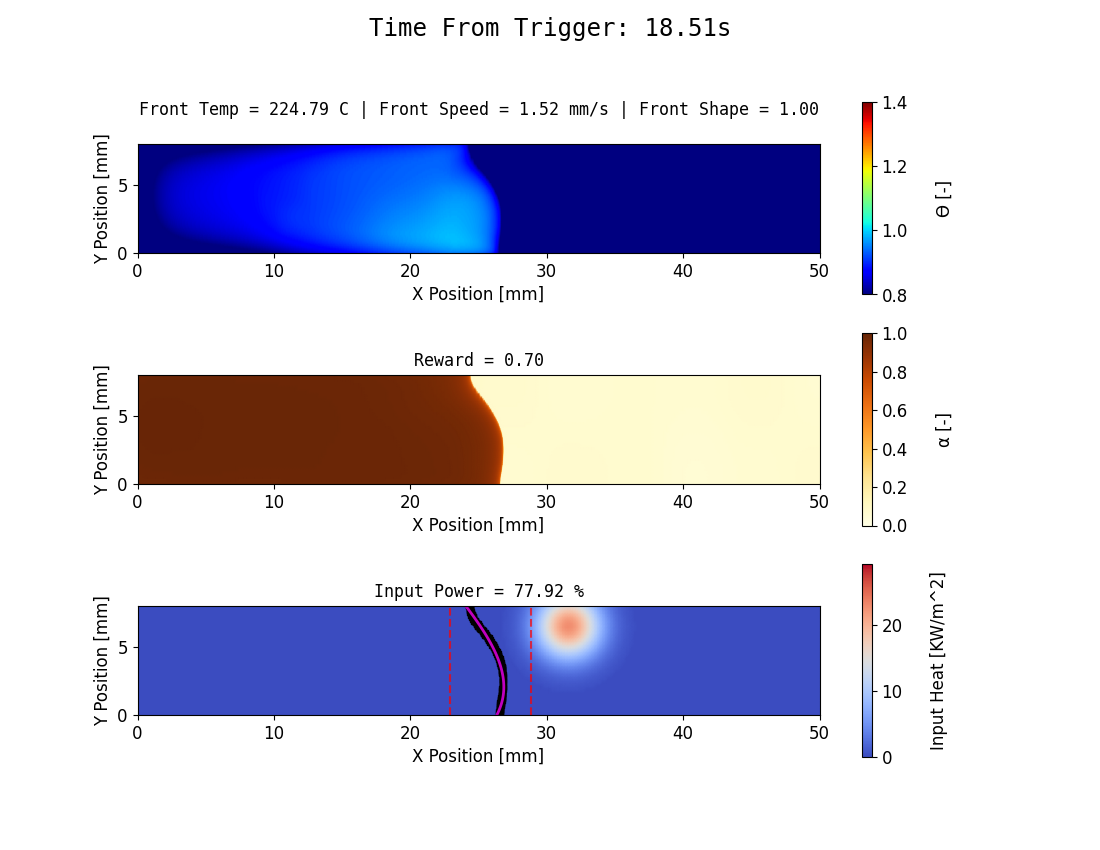 Time From Trigger: 18.51s
Front Temp = 224.79 C | Front Speed = 1.52 mm/s | Front Shape = 1.00
Y Position [mm]
5
0
0 10 20 30 40 50
X Position [mm]
1.4
1.2
1.0
0.8
Θ [-]
Reward = 0.70
Y Position [mm]
5
0
0 10 20 30 40 50
X Position [mm]
1.0
0.8
0.6
0.4
0.2
0.0
α [-]
Input Power = 77.92 %
Y Position [mm]
5
0
0 10 20 30 40 50
X Position [mm]
20
10
0
Input Heat [KW/m^2]